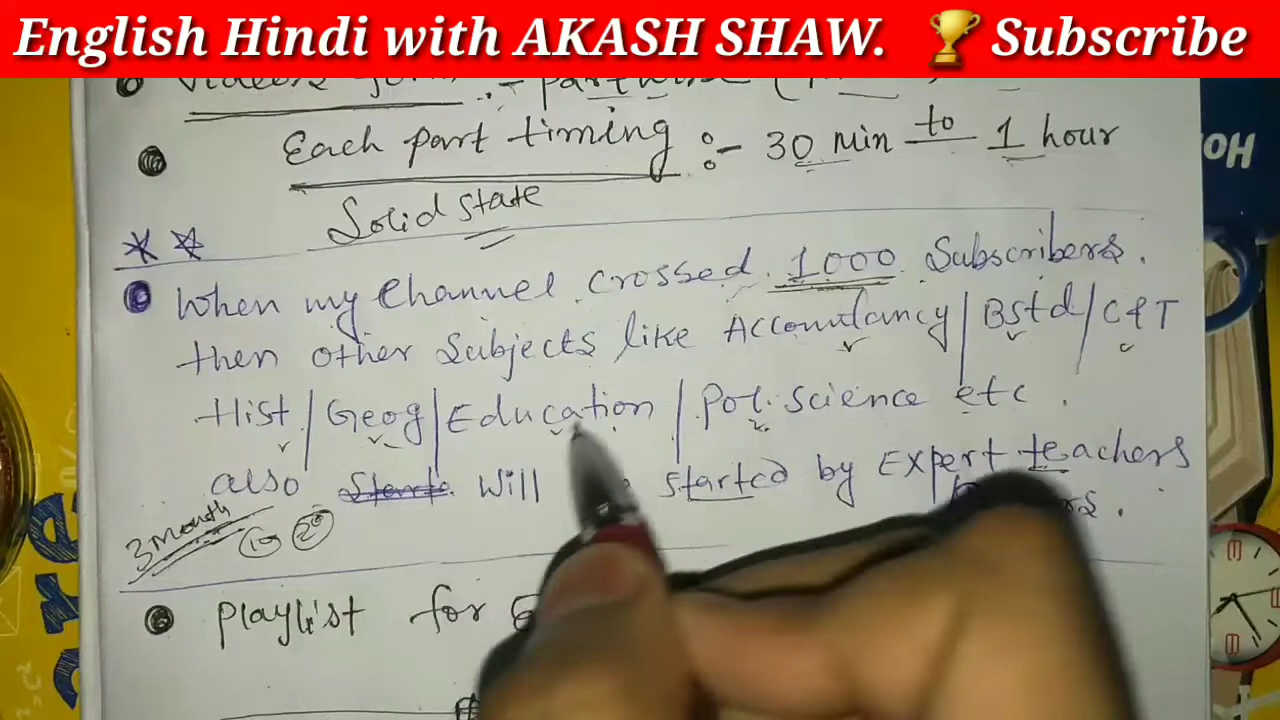 English Hindi with AKASH SHAW. 🏆 Subscribe
Each part timing :- 30 min to 1 hour
Solid state
When my channel crossed 1000 Subscribers.
then other Subjects like Accountancy / Bstd / C&T
Hist / Geog / Education / Pol. Science etc.
also will started by Expert teachers
3 Month
Playlist for